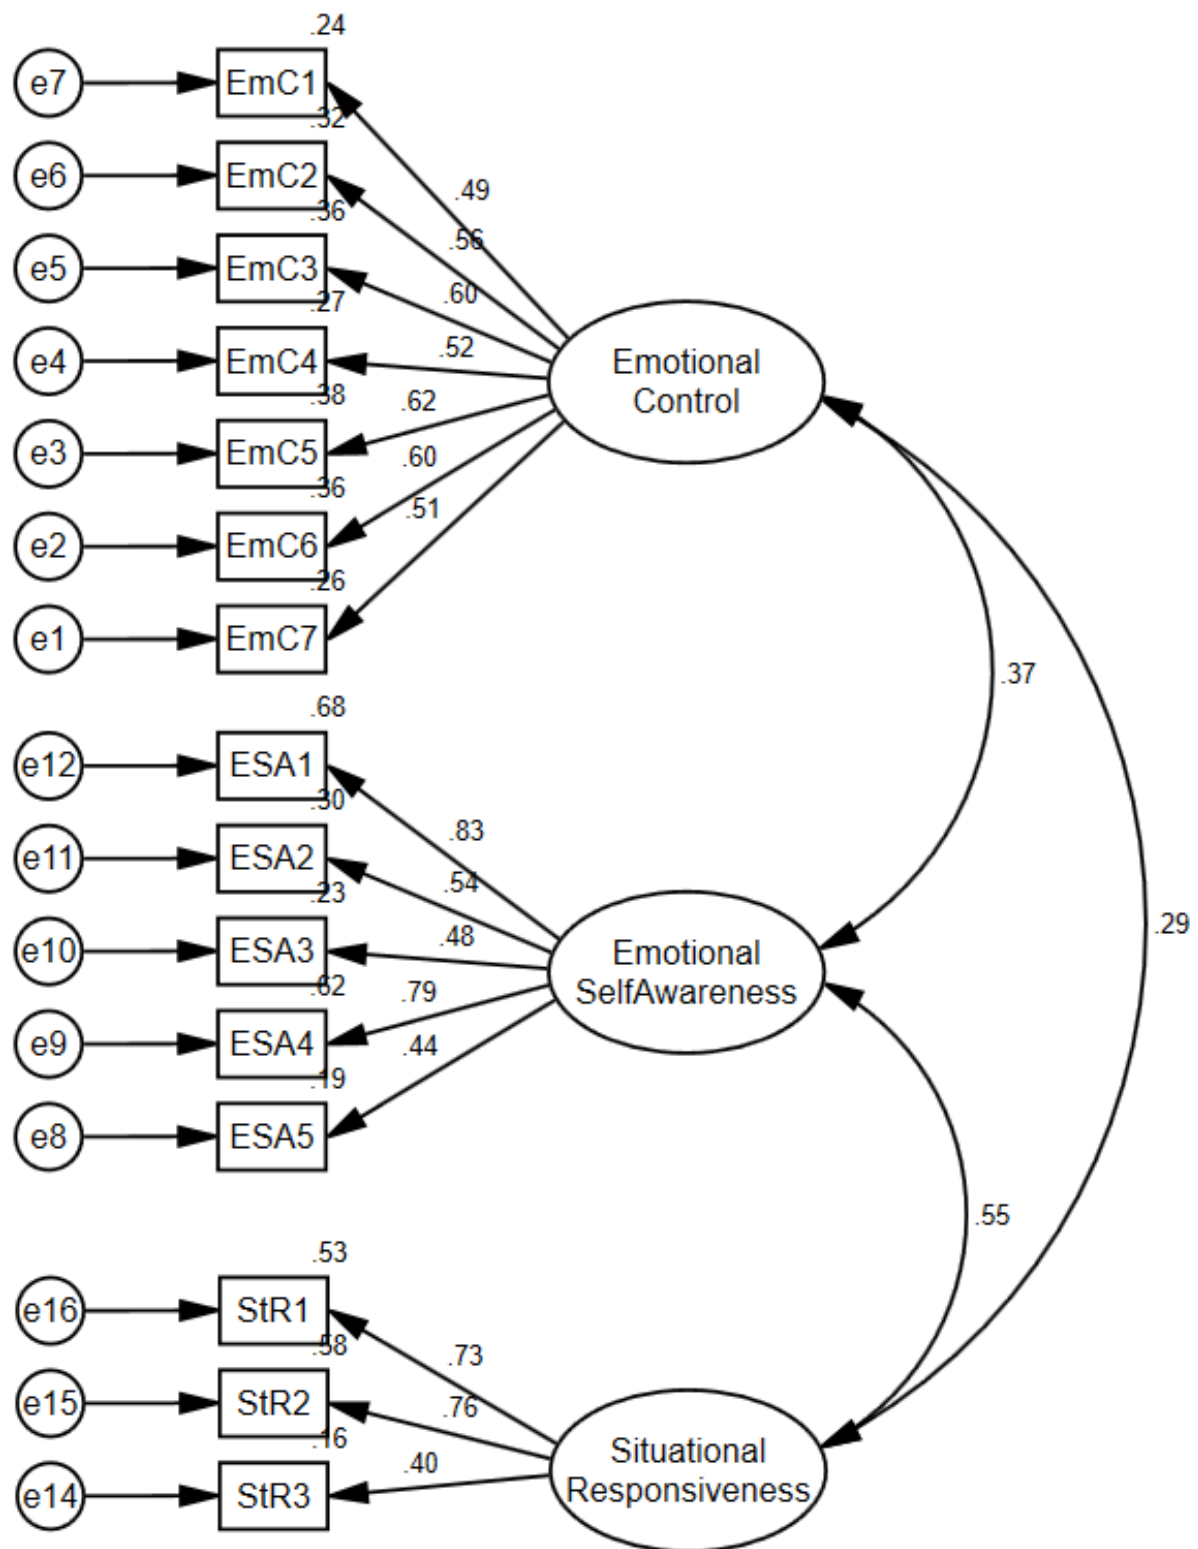 .24
e7 EmC1
.32
e6 EmC2
.49
.36
.56
e5 EmC3
.60
.27
e4 EmC4
.52
Emotional
Control
.38
.62
e3 EmC5
.60
.36
.51
e2 EmC6
.26
e1 EmC7
.37
.68
e12 ESA1
.30
.83
e11 ESA2
.54
.23
e10 ESA3
.48
.29
Emotional
SelfAwareness
.62
.79
e9 ESA4
.44
.19
e8 ESA5
.55
.53
e16 StR1
.58
.73
e15 StR2
.76
.16
.40
e14 StR3
Situational
Responsiveness